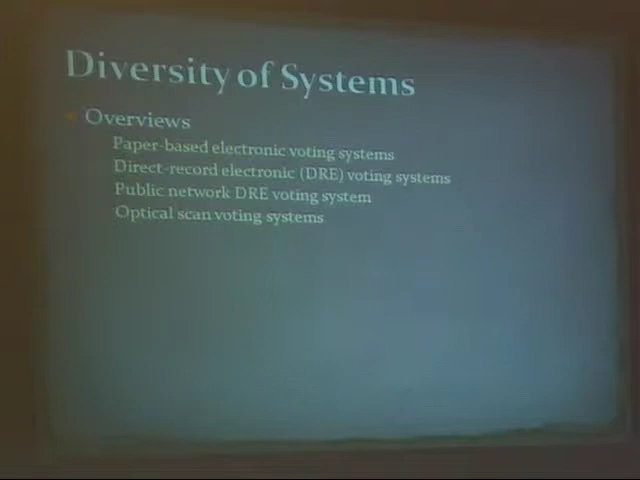 Diversity of Systems
Overviews
Paper-based electronic voting systems
Direct-record electronic (DRE) voting systems
Public network DRE voting system
Optical scan voting systems